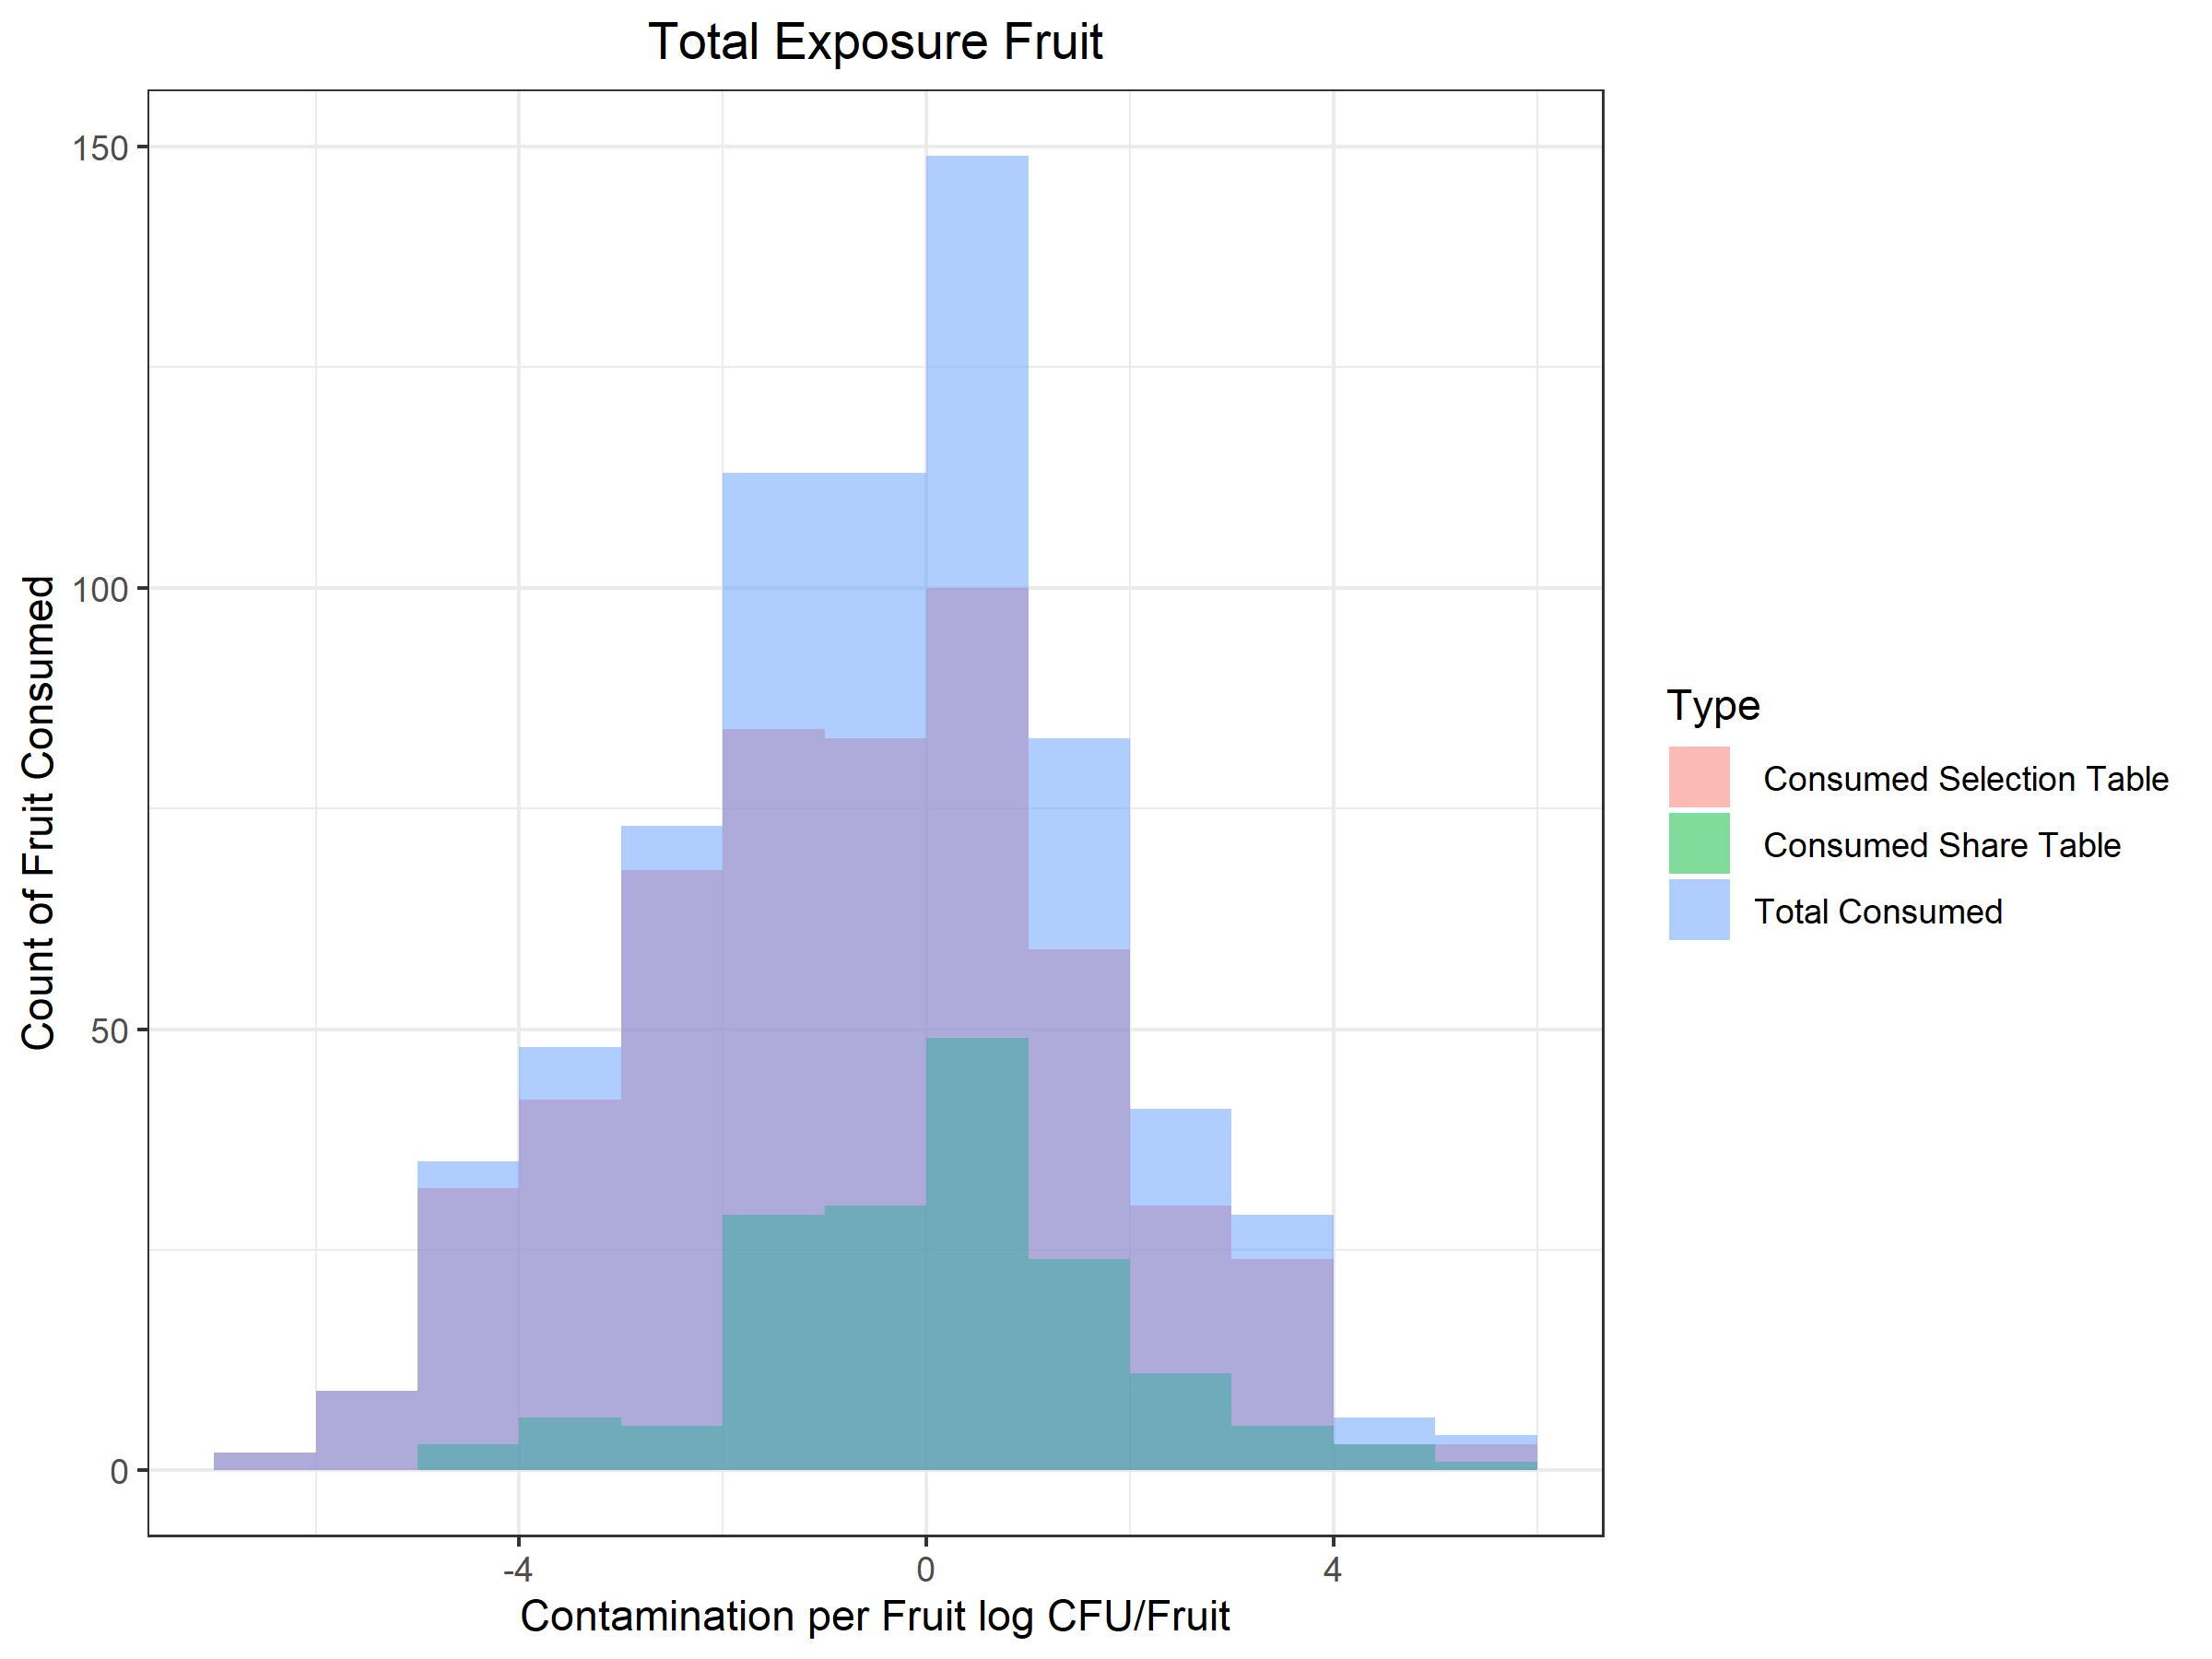 Total Exposure Fruit
150
100
50
0
-4
0
4
Count of Fruit Consumed
Contamination per Fruit log CFU/Fruit
Type
Consumed Selection Table
Consumed Share Table
Total Consumed